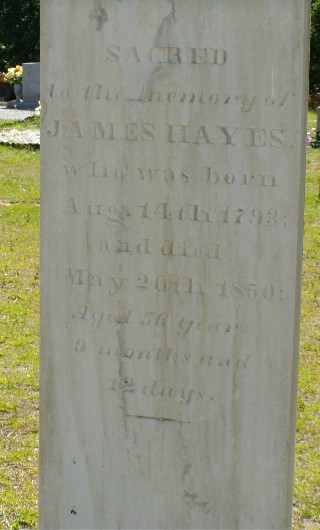 SACRED
to the memory of
JAMES HAYES,
who was born
Aug. 14th 1793;
and died
May 26th 1850:
Aged 56 years
9 months and
12 days.